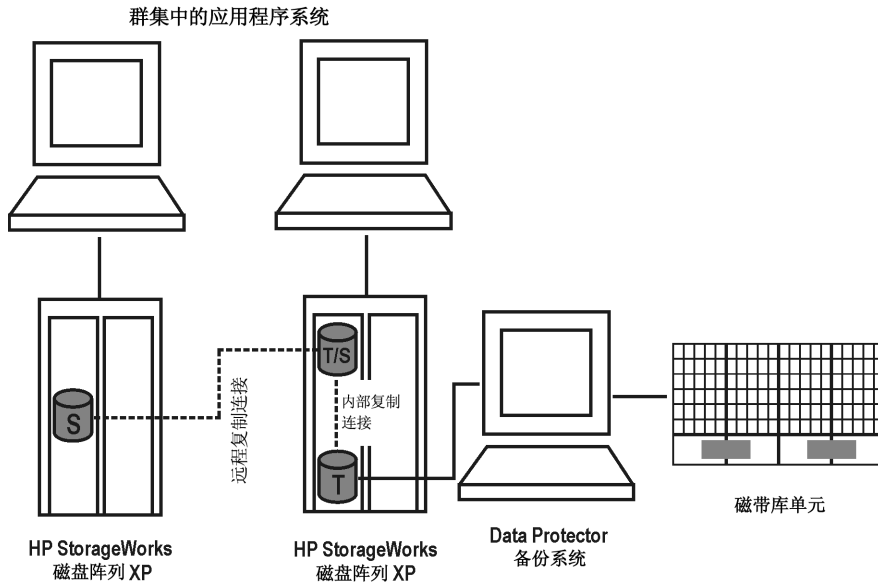 群集中的应用程序系统
T/S
S
T
远程复制连接
内部复制
连接
HP StorageWorks
磁盘阵列 XP
HP StorageWorks
磁盘阵列 XP
Data Protector
备份系统
磁带库单元